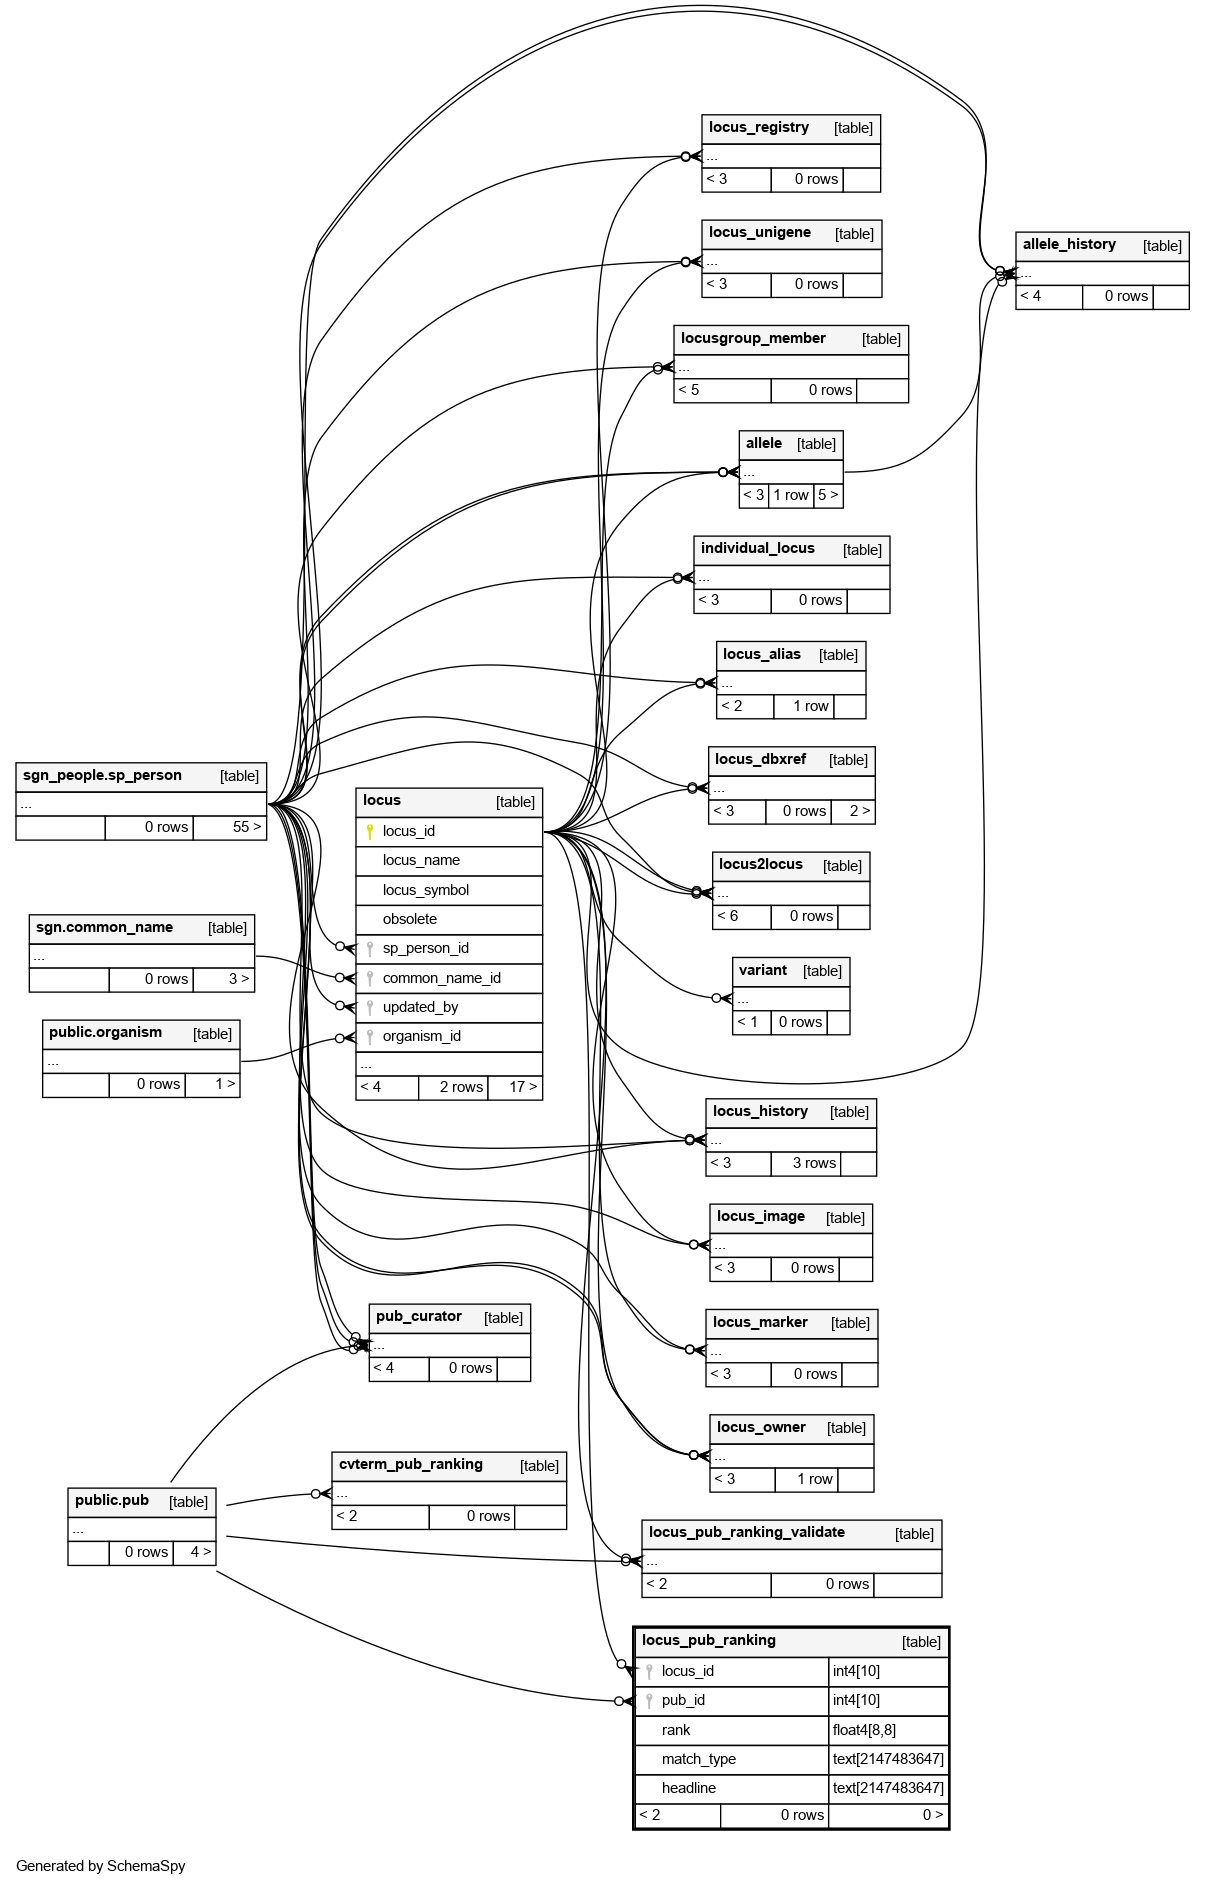 locus_registry [table]
...
< 3 0 rows
locus_unigene [table]
...
< 3 0 rows
allele_history [table]
...
< 4 0 rows
locusgroup_member [table]
...
< 5 0 rows
allele [table]
...
< 3 1 row 5 >
individual_locus [table]
...
< 3 0 rows
locus_alias [table]
...
< 2 1 row
locus_dbxref [table]
...
< 3 0 rows 2 >
sgn_people.sp_person [table]
...
0 rows 55 >
locus [table]
locus_id
locus_name
locus_symbol
obsolete
sp_person_id
common_name_id
updated_by
organism_id
...
< 4 2 rows 17 >
locus2locus [table]
...
< 6 0 rows
sgn.common_name [table]
...
0 rows 3 >
variant [table]
...
< 1 0 rows
public.organism [table]
...
0 rows 1 >
locus_history [table]
...
< 3 3 rows
locus_image [table]
...
< 3 0 rows
pub_curator [table]
...
< 4 0 rows
locus_marker [table]
...
< 3 0 rows
locus_owner [table]
...
< 3 1 row
cvterm_pub_ranking [table]
...
< 2 0 rows
public.pub [table]
...
0 rows 4 >
locus_pub_ranking_validate [table]
...
< 2 0 rows
locus_pub_ranking [table]
locus_id int4[10]
pub_id int4[10]
rank float4[8,8]
match_type text[2147483647]
headline text[2147483647]
< 2 0 rows 0 >
Generated by SchemaSpy